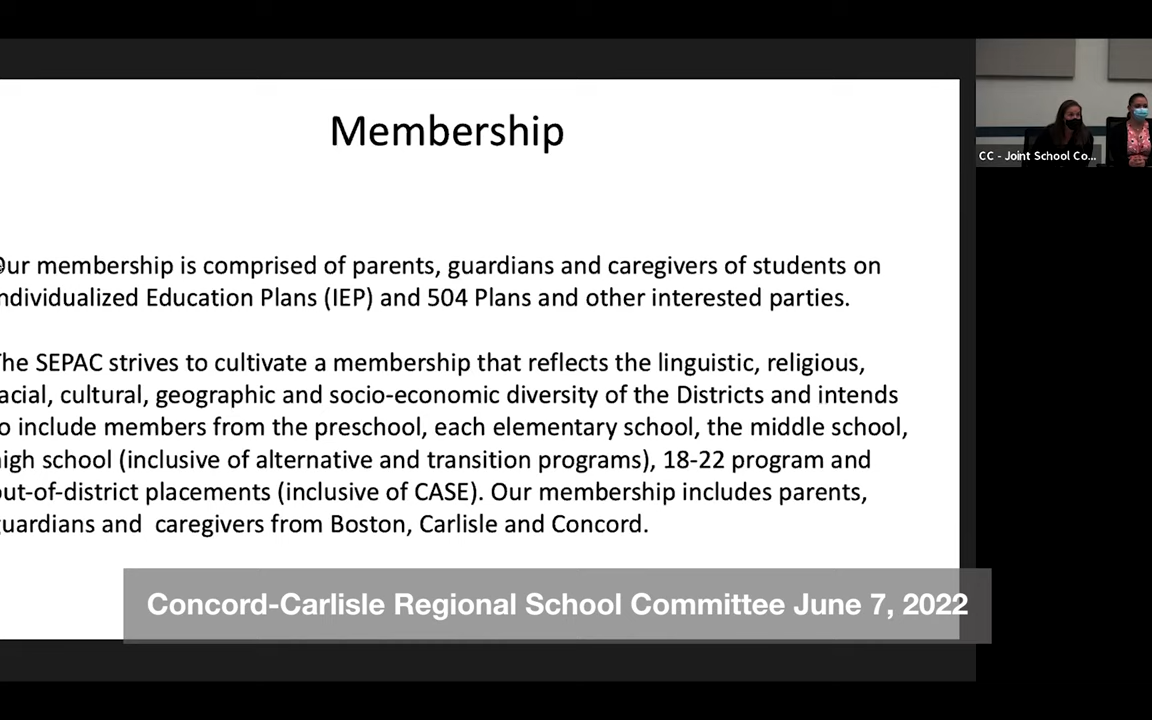 Membership
Our membership is comprised of parents, guardians and caregivers of students on
ndividualized Education Plans (IEP) and 504 Plans and other interested parties.
The SEPAC strives to cultivate a membership that reflects the linguistic, religious,
acial, cultural, geographic and socio-economic diversity of the Districts and intends
o include members from the preschool, each elementary school, the middle school,
high school (inclusive of alternative and transition programs), 18-22 program and
out-of-district placements (inclusive of CASE). Our membership includes parents,
guardians and caregivers from Boston, Carlisle and Concord.
CC - Joint School Co...
Concord-Carlisle Regional School Committee June 7, 2022